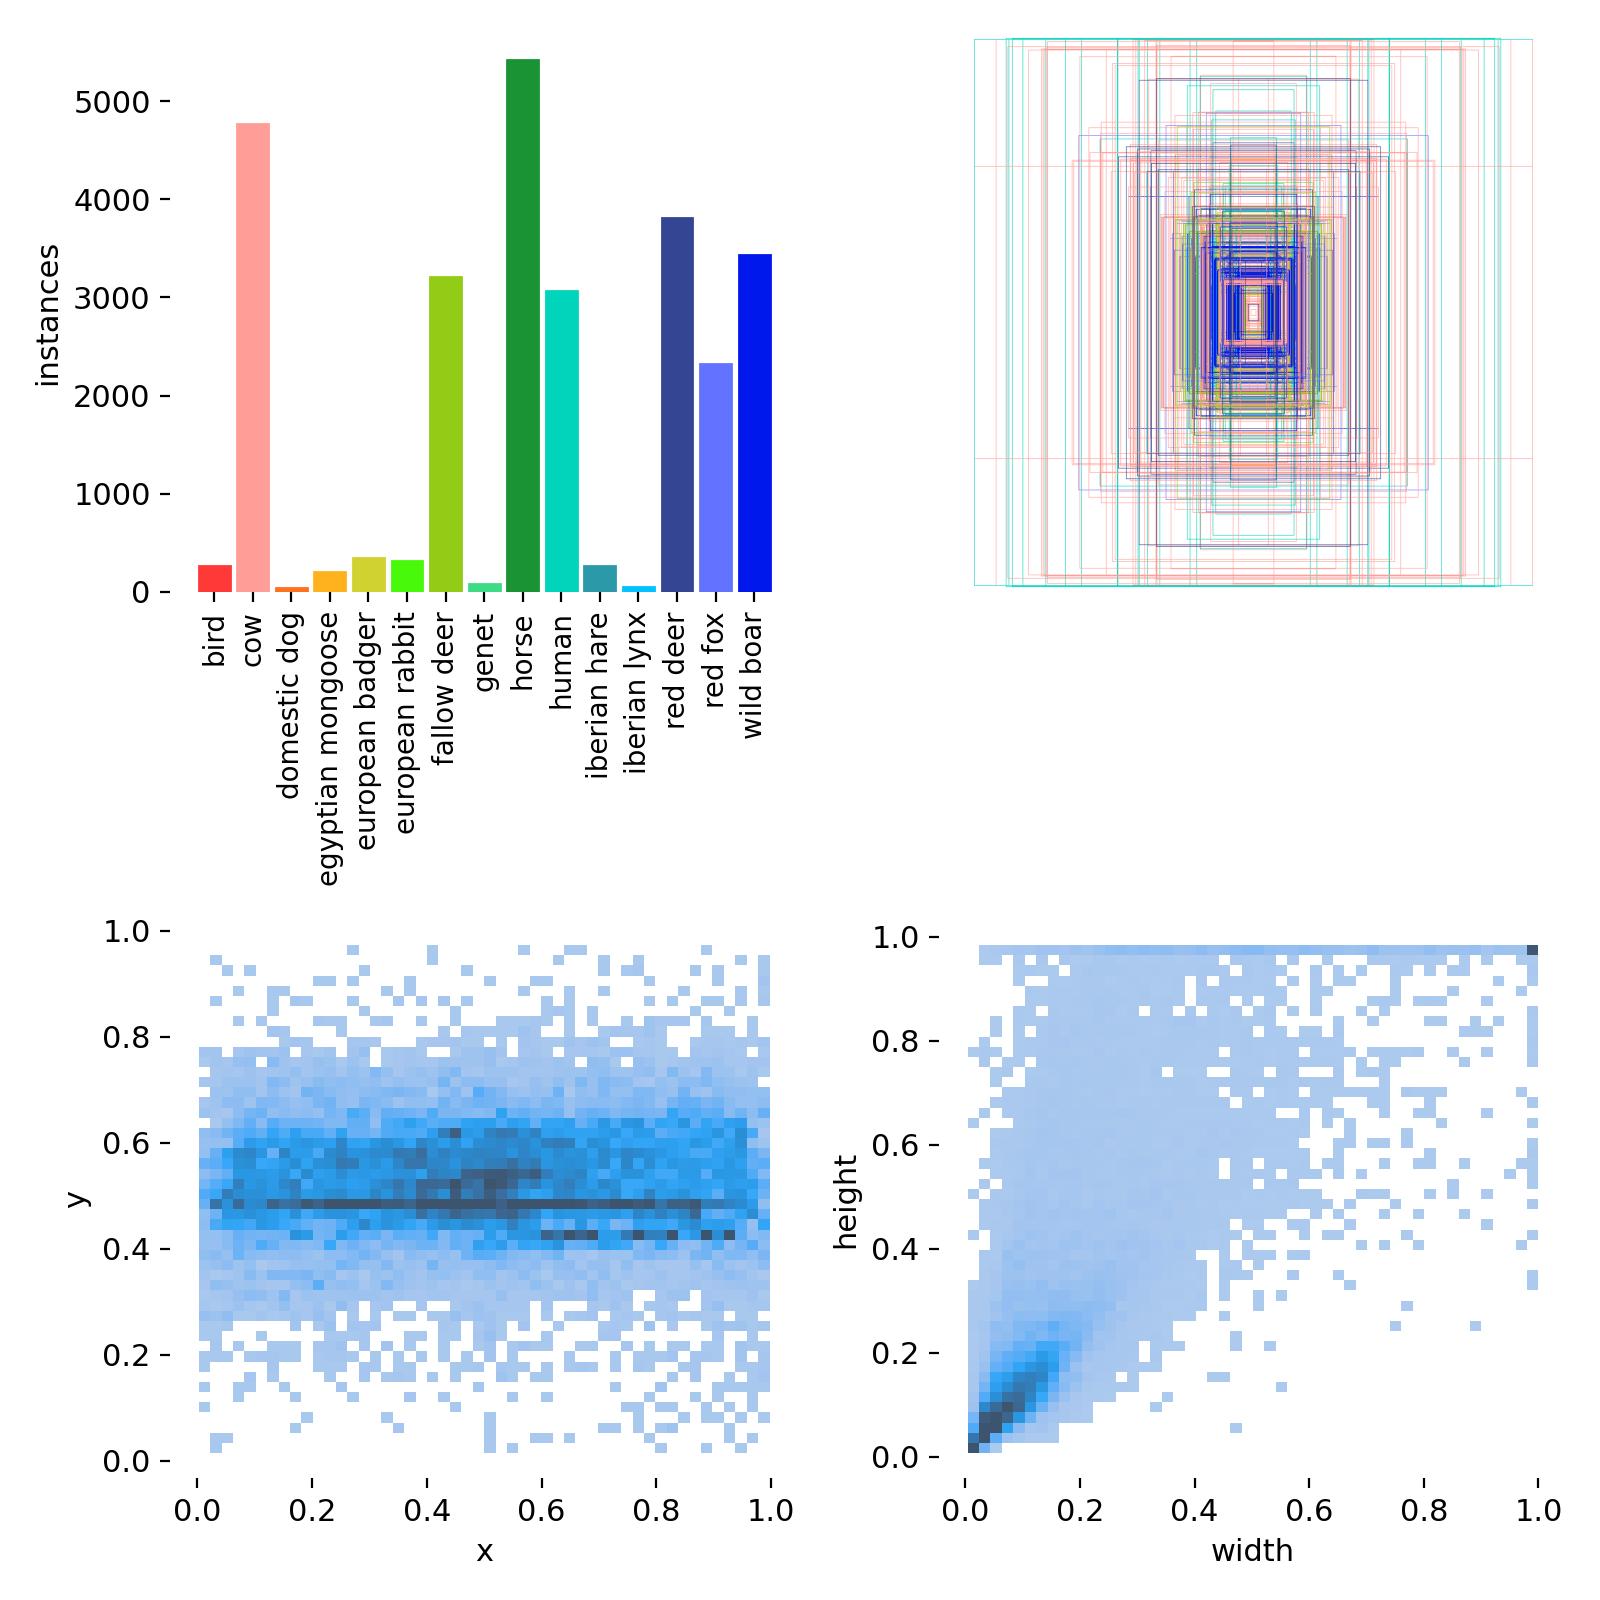 instances
5000
4000
3000
2000
1000
0
bird
cow
domestic dog
egyptian mongoose
european badger
european rabbit
fallow deer
genet
horse
human
iberian hare
iberian lynx
red deer
red fox
wild boar
y
1.0
0.8
0.6
0.4
0.2
0.0
0.0 0.2 0.4 0.6 0.8 1.0
x
height
1.0
0.8
0.6
0.4
0.2
0.0
0.0 0.2 0.4 0.6 0.8 1.0
width